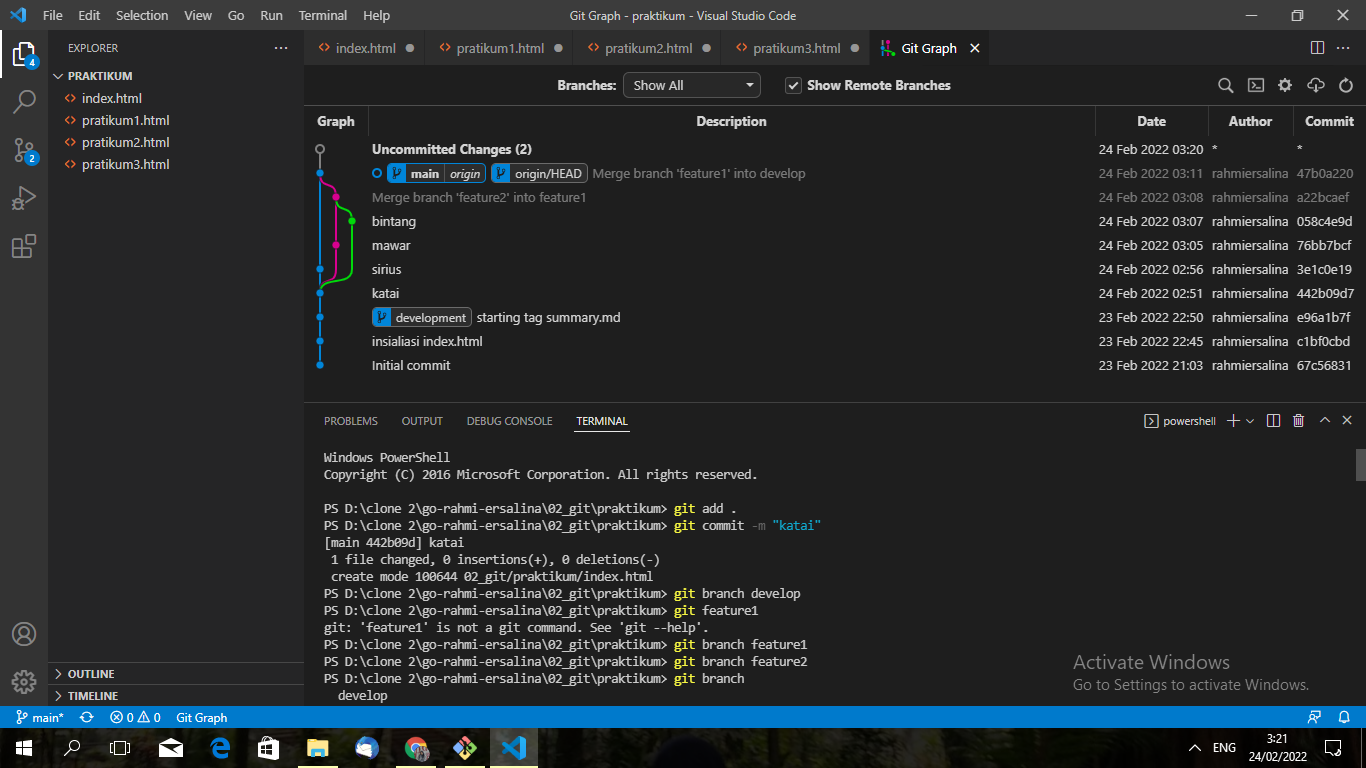 File Edit Selection View Go Run Terminal Help Git Graph - praktikum - Visual Studio Code
EXPLORER
PRAKTIKUM
index.html
pratikum1.html
pratikum2.html
pratikum3.html
OUTLINE
TIMELINE
4
2
index.html pratikum1.html pratikum2.html pratikum3.html Git Graph
Branches: Show All Show Remote Branches
Graph Description Date Author Commit
Uncommitted Changes (2) 24 Feb 2022 03:20 * *
main origin origin/HEAD Merge branch 'feature1' into develop 24 Feb 2022 03:11 rahmiersalina 47b0a220
Merge branch 'feature2' into feature1 24 Feb 2022 03:08 rahmiersalina a22bcaef
bintang 24 Feb 2022 03:07 rahmiersalina 058c4e9d
mawar 24 Feb 2022 03:05 rahmiersalina 76bb7bcf
sirius 24 Feb 2022 02:56 rahmiersalina 3e1c0e19
katai 24 Feb 2022 02:51 rahmiersalina 442b09d7
development starting tag summary.md 23 Feb 2022 22:50 rahmiersalina e96a1b7f
insialiasi index.html 23 Feb 2022 22:45 rahmiersalina c1bf0cbd
Initial commit 23 Feb 2022 21:03 rahmiersalina 67c56831
PROBLEMS OUTPUT DEBUG CONSOLE TERMINAL powershell
Windows PowerShell
Copyright (C) 2016 Microsoft Corporation. All rights reserved.
PS D:\clone 2\go-rahmi-ersalina\02_git\praktikum> git add .
PS D:\clone 2\go-rahmi-ersalina\02_git\praktikum> git commit -m "katai"
[main 442b09d] katai
1 file changed, 0 insertions(+), 0 deletions(-)
create mode 100644 02_git/praktikum/index.html
PS D:\clone 2\go-rahmi-ersalina\02_git\praktikum> git branch develop
PS D:\clone 2\go-rahmi-ersalina\02_git\praktikum> git feature1
git: 'feature1' is not a git command. See 'git --help'.
PS D:\clone 2\go-rahmi-ersalina\02_git\praktikum> git branch feature1
PS D:\clone 2\go-rahmi-ersalina\02_git\praktikum> git branch feature2
PS D:\clone 2\go-rahmi-ersalina\02_git\praktikum> git branch
develop
Activate Windows
Go to Settings to activate Windows.
main* 0 0 Git Graph
ENG
3:21
24/02/2022